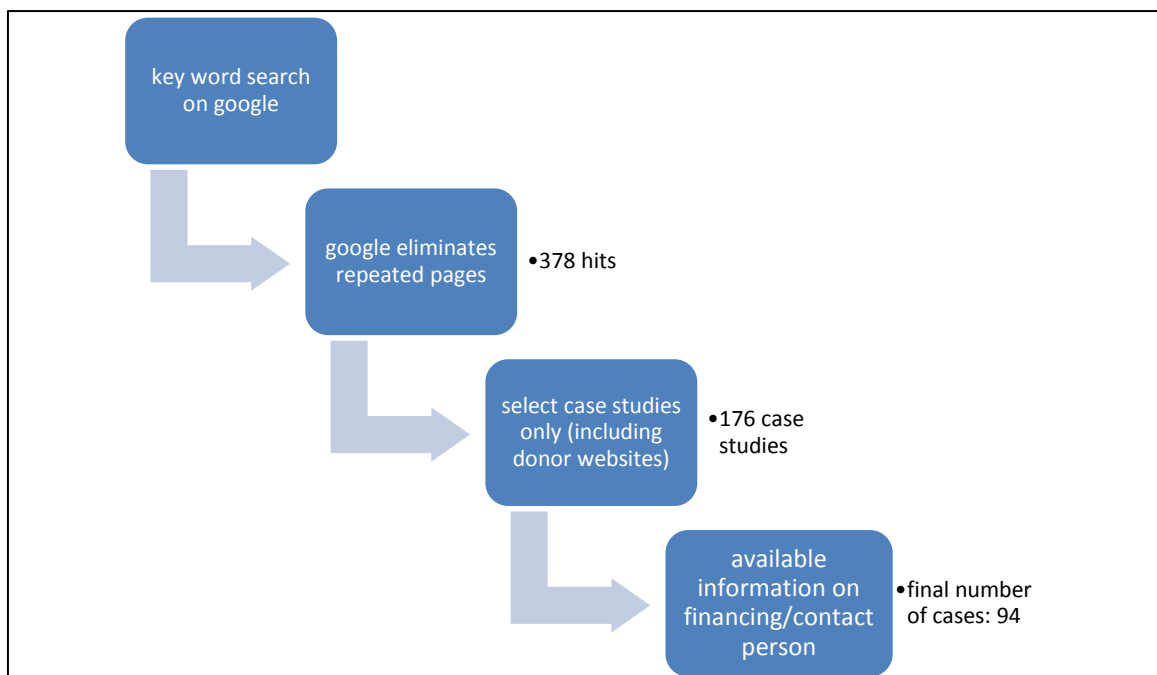 key word search
on google
google eliminates
repeated pages
•378 hits
select case studies
only (including
donor websites)
•176 case
studies
available
information on
financing/contact
person
•final number
of cases: 94